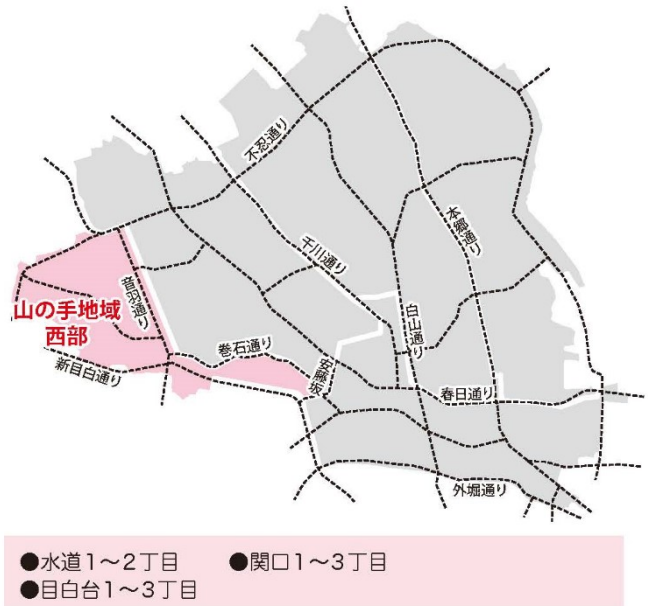 不忍通り
本郷通り
千川通り
音羽通り
山の手地域
西部
白山通り
巻石通り
安藤坂
新目白通り
春日通り
外堀通り
●水道1〜2丁目 ●関口1〜3丁目
●目白台1〜3丁目